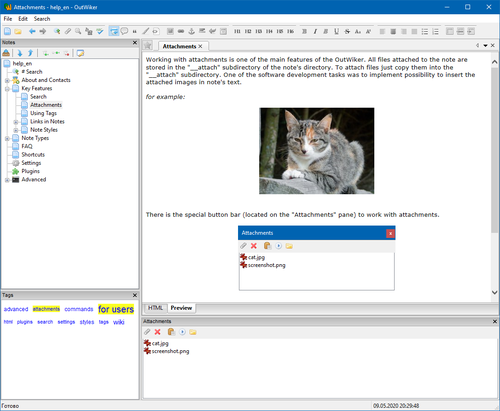 Attachments - help_en - OutWiker
File Edit Search
Notes
help_en
# Search
About and Contacts
Key Features
Search
Attachments
Using Tags
Links in Notes
Note Styles
Note Types
FAQ
Shortcuts
Settings
Plugins
Advanced
Tags
advanced attachments commands for users
html plugins search settings styles tags wiki
Attachments
Working with attachments is one of the main features of the OutWiker. All files attached to the note are
stored in the "__attach" subdirectory of the note's directory. To attach files just copy them into the
"__attach" subdirectory. One of the software development tasks was to implement possibility to insert the
attached images in note's text.
for example:
There is the special button bar (located on the "Attachments" pane) to work with attachments.
Attachments
cat.jpg
screenshot.png
HTML Preview
Attachments
cat.jpg
screenshot.png
Готово
09.05.2020 20:29:48